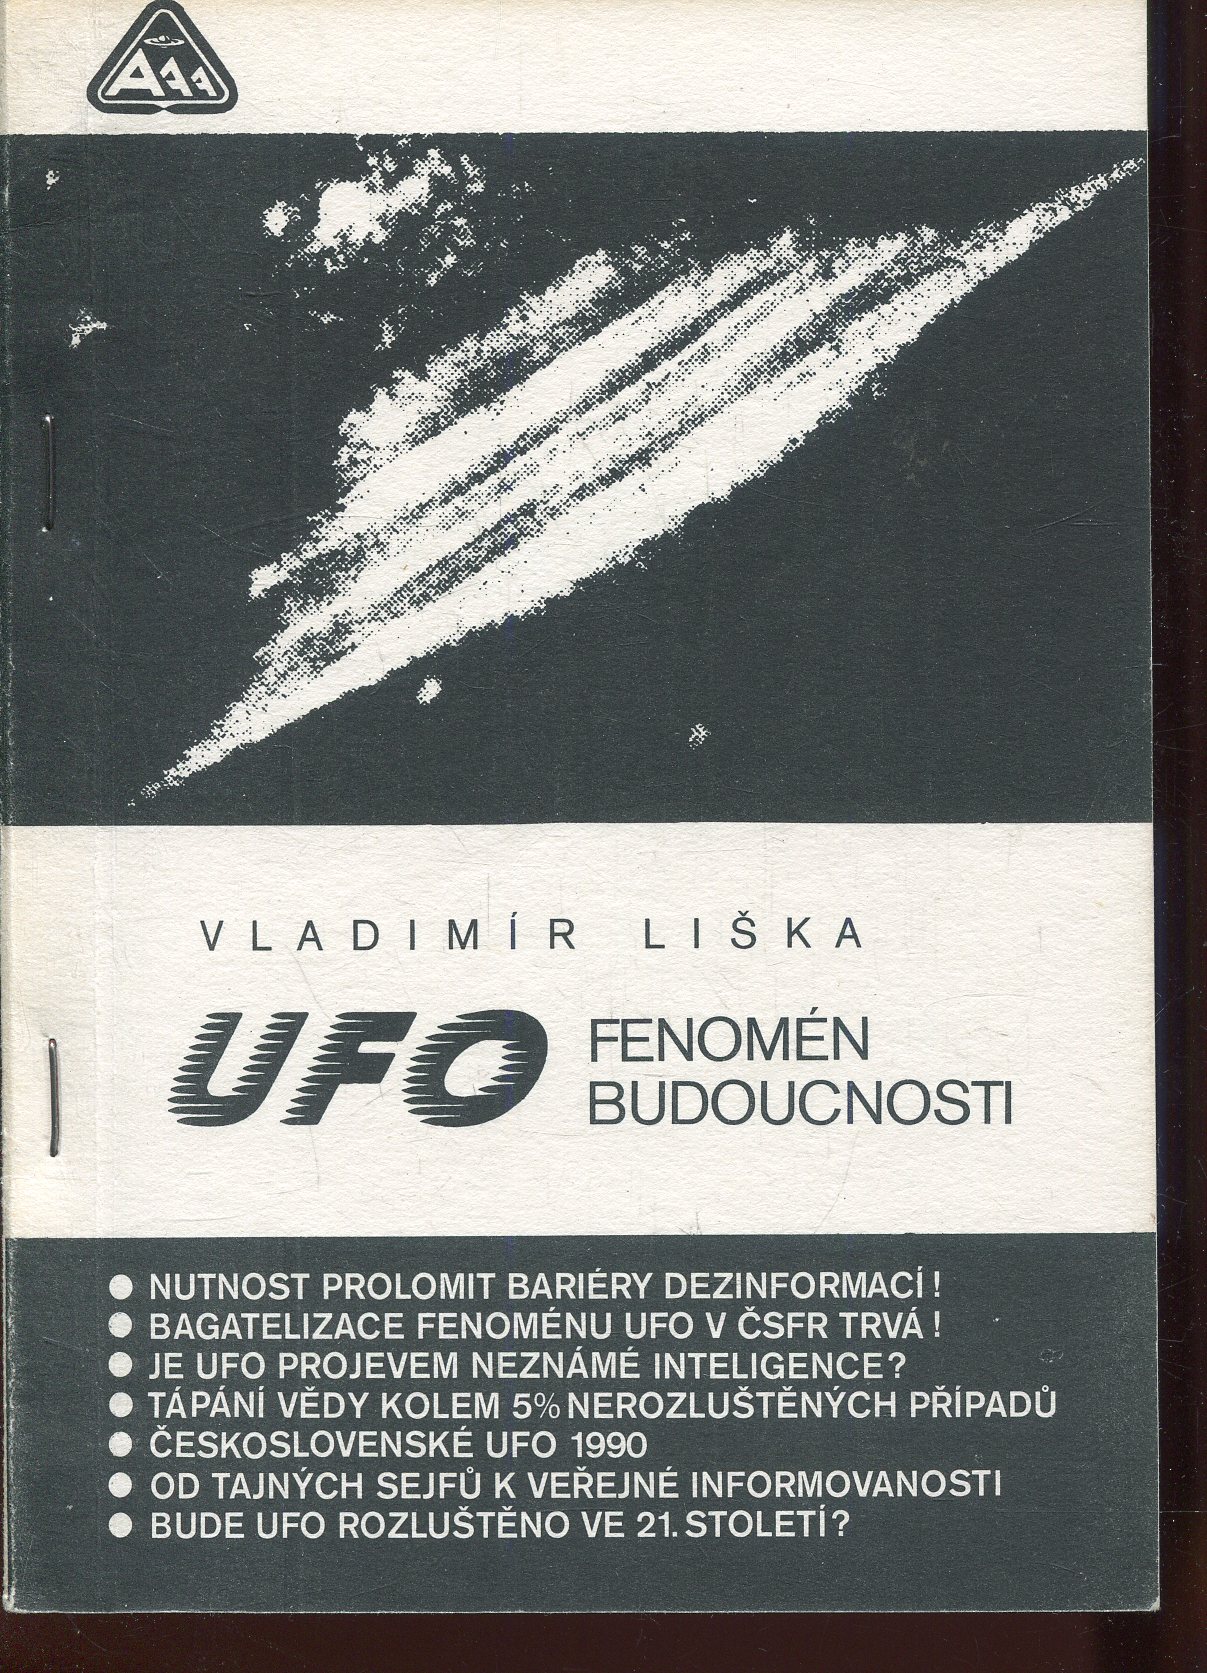 AAA
VLADIMÍR LIŠKA
UFO FENOMÉN
BUDOUCNOSTI
● NUTNOST PROLOMIT BARIÉRY DEZINFORMACÍ!
● BAGATELIZACE FENOMÉNU UFO V ČSFR TRVÁ!
● JE UFO PROJEVEM NEZNÁMÉ INTELIGENCE?
● TÁPÁNÍ VĚDY KOLEM 5% NEROZLUŠTĚNÝCH PŘÍPADŮ
● ČESKOSLOVENSKÉ UFO 1990
● OD TAJNÝCH SEJFŮ K VEŘEJNÉ INFORMOVANOSTI
● BUDE UFO ROZLUŠTĚNO VE 21. STOLETÍ?